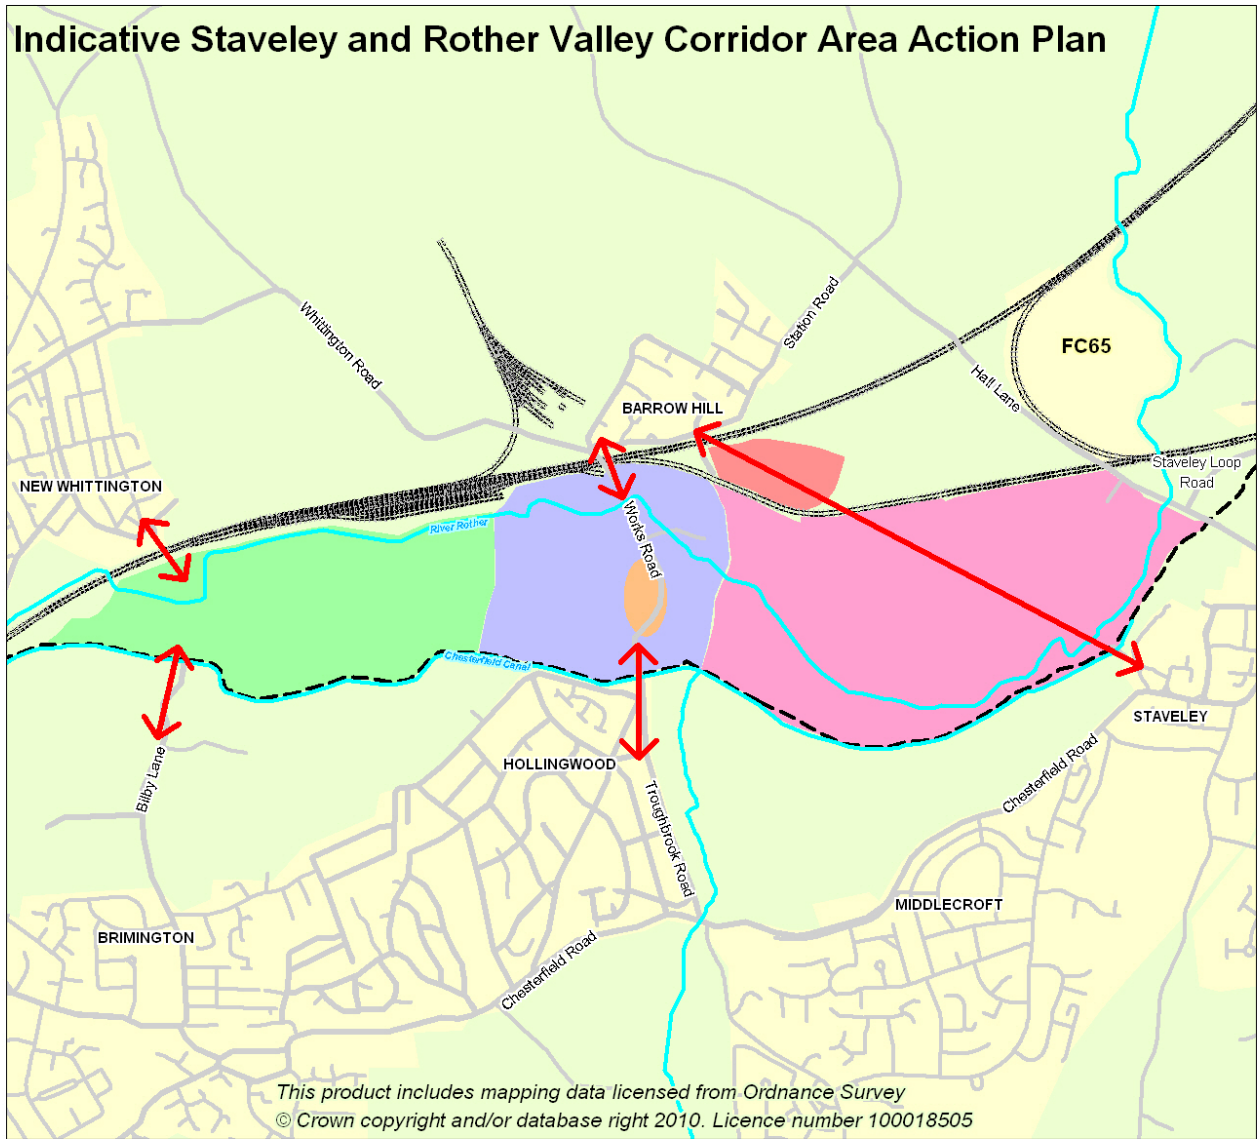 Indicative Staveley and Rother Valley Corridor Area Action Plan
Whittington Road
Station Road
FC65
Hall Lane
BARROW HILL
NEW WHITTINGTON
Staveley Loop
Road
River Rother
Works Road
Chesterfield Canal
STAVELEY
HOLLINGWOOD
Bilby Lane
Troughbrook Road
Chesterfield Road
MIDDLECROFT
BRIMINGTON
Chesterfield Road
This product includes mapping data licensed from Ordnance Survey
© Crown copyright and/or database right 2010. Licence number 100018505